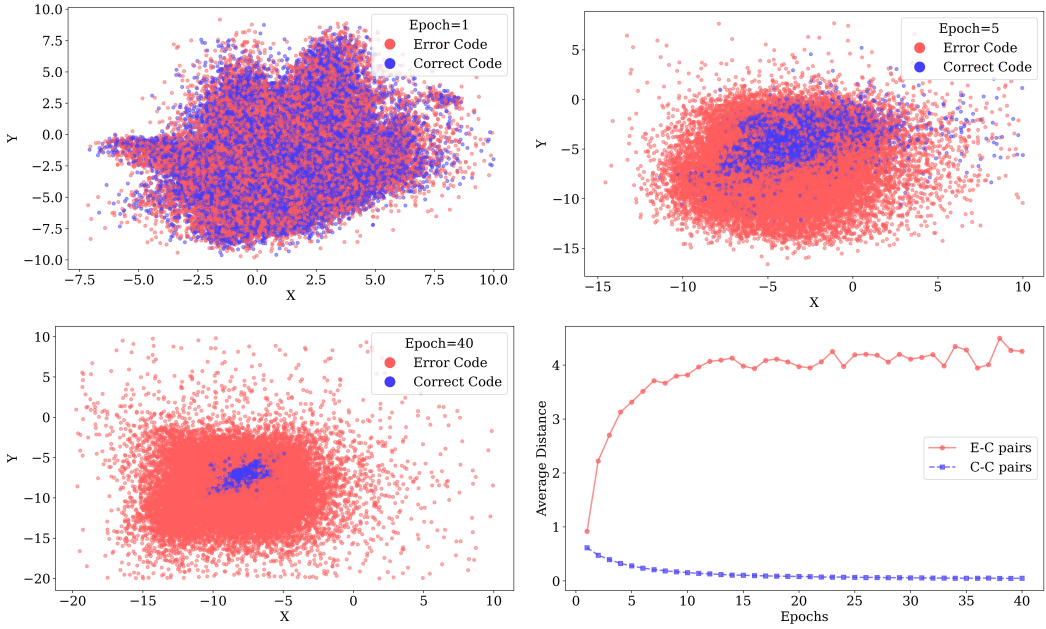 10.0
7.5
5.0
2.5
0.0
−2.5
−5.0
−7.5
−10.0
Y
−7.5 −5.0 −2.5 0.0 2.5 5.0 7.5 10.0
X
Epoch=1
Error Code
Correct Code
5
0
−5
−10
−15
Y
−15 −10 −5 0 5 10
X
Epoch=5
Error Code
Correct Code
10
5
0
−5
−10
−15
−20
Y
−20 −15 −10 −5 0 5 10
X
Epoch=40
Error Code
Correct Code
4
3
2
1
0
Average Distance
0 5 10 15 20 25 30 35 40
Epochs
E-C pairs
C-C pairs